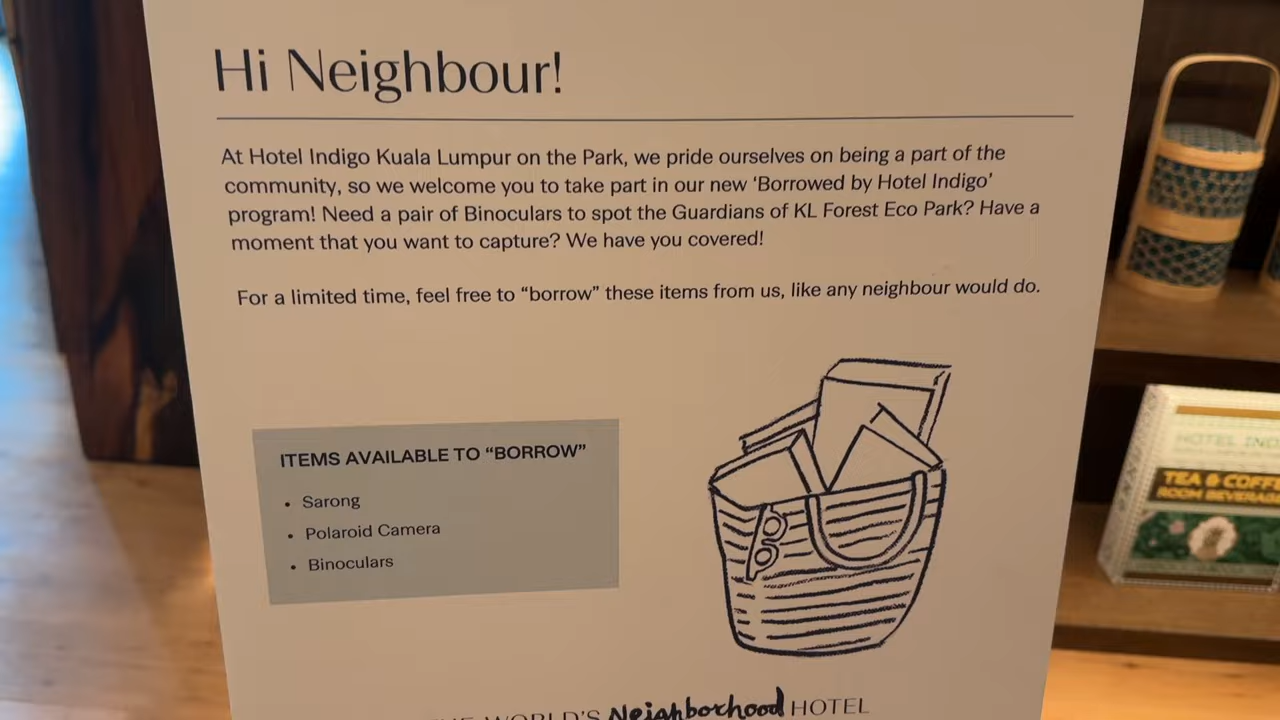 Hi Neighbour!
At Hotel Indigo Kuala Lumpur on the Park, we pride ourselves on being a part of the
community, so we welcome you to take part in our new ‘Borrowed by Hotel Indigo’
program! Need a pair of Binoculars to spot the Guardians of KL Forest Eco Park? Have a
moment that you want to capture? We have you covered!
For a limited time, feel free to “borrow” these items from us, like any neighbour would do.
ITEMS AVAILABLE TO “BORROW”
• Sarong
• Polaroid Camera
• Binoculars
WORLD'S Neighborhood HOTEL
HOTEL
TEA &
ROOM